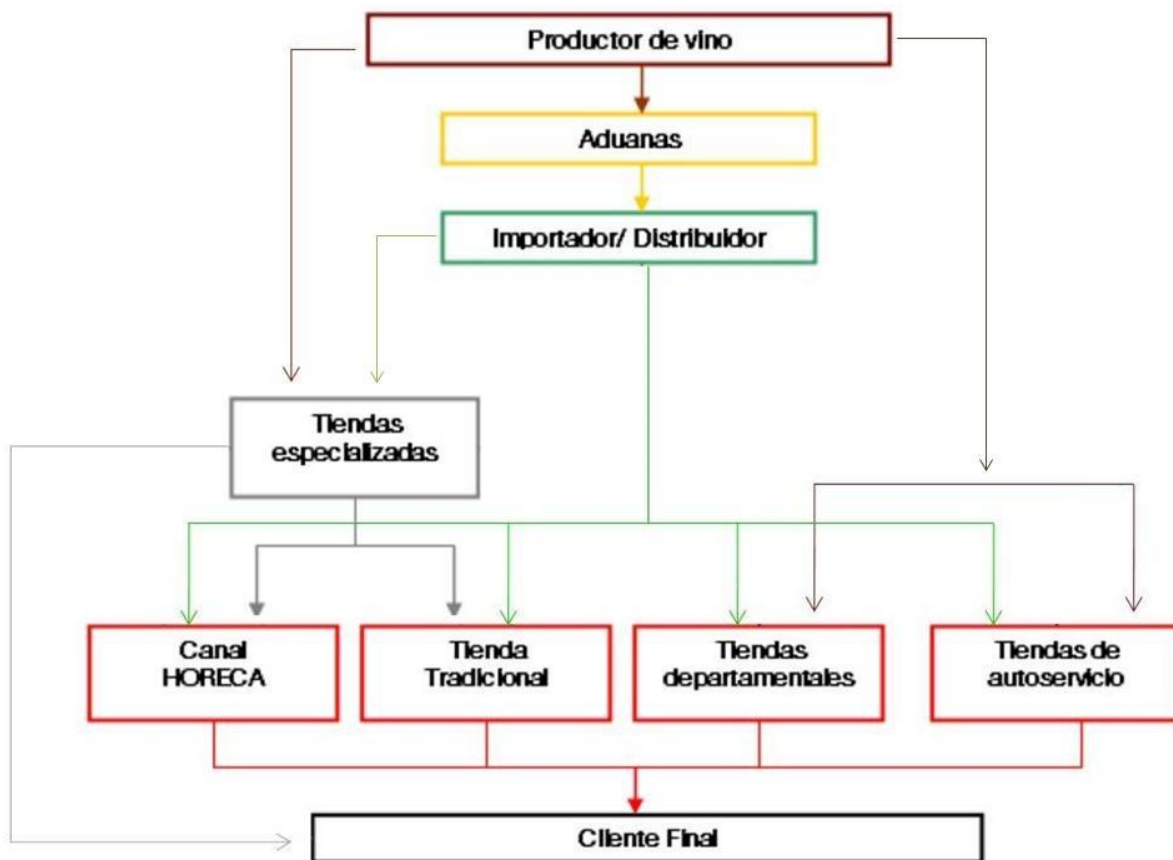 Productor de vino
Aduanas
Importador/ Distribuidor
Tiendas
especializadas
Canal
HORECA
Tienda
Tradicional
Tiendas
departamentales
Tiendas de
autoservicio
Cliente Final